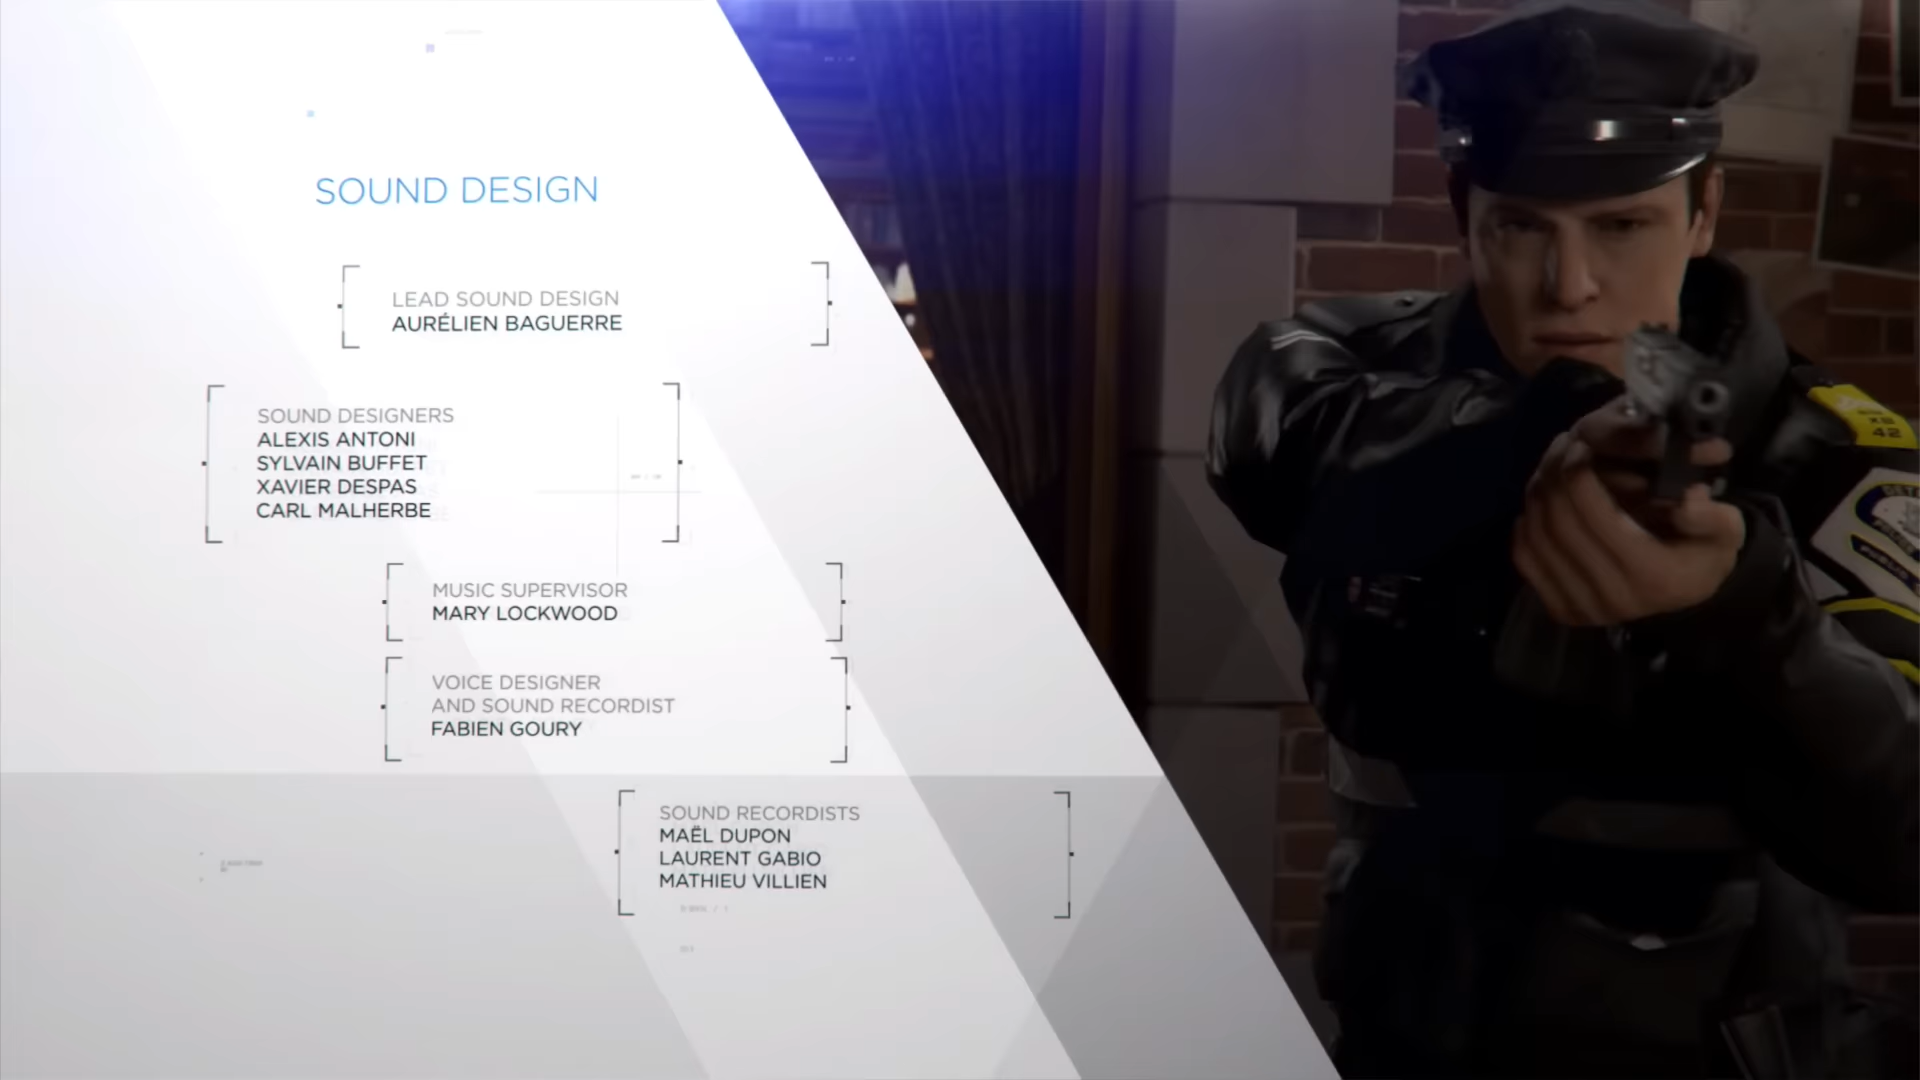 SOUND DESIGN
LEAD SOUND DESIGN
AURÉLIEN BAGUERRE
SOUND DESIGNERS
ALEXIS ANTONI
SYLVAIN BUFFET
XAVIER DESPAS
CARL MALHERBE
MUSIC SUPERVISOR
MARY LOCKWOOD
VOICE DESIGNER
AND SOUND RECORDIST
FABIEN GOURY
SOUND RECORDISTS
MAËL DUPON
LAURENT GABIO
MATHIEU VILLIEN
42